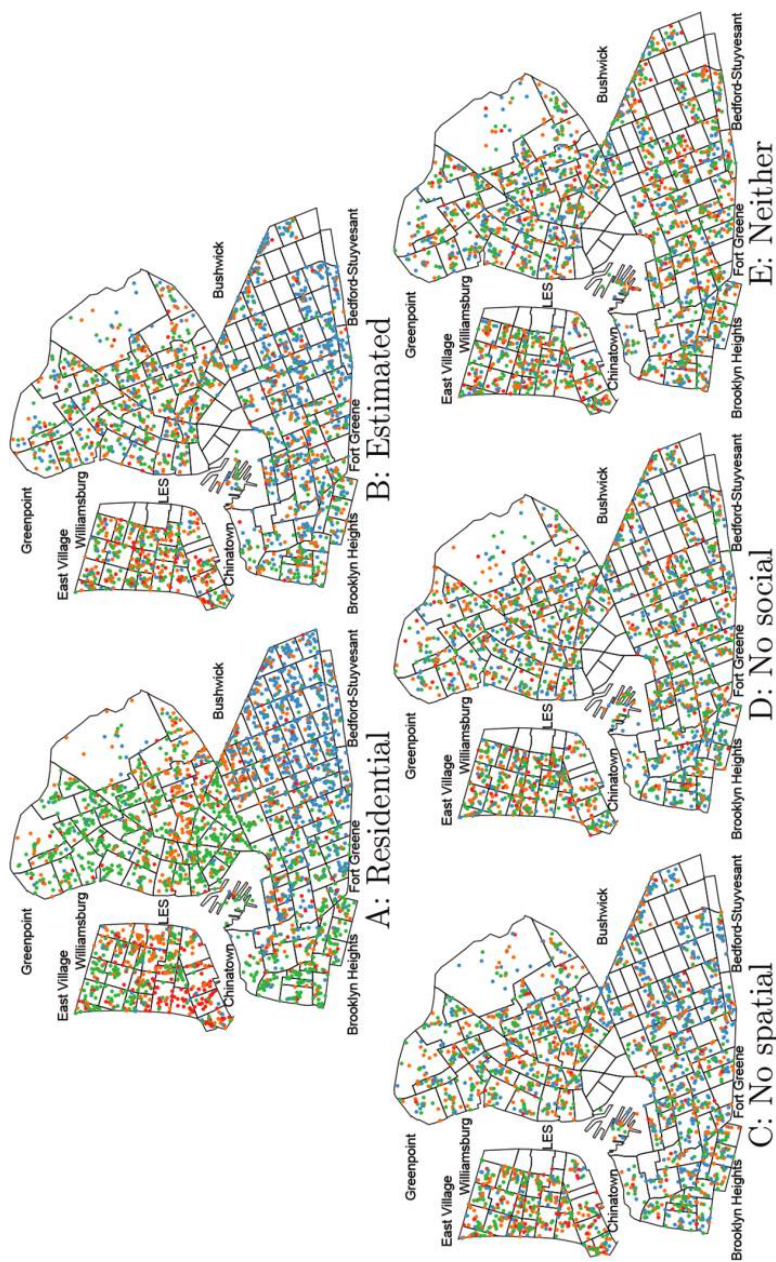 Greenpoint
East Village
Williamsburg
LES
Bushwick
Chinatown
Brooklyn Heights
Fort Greene
Bedford-Stuyvesant
A: Residential
Greenpoint
East Village
Williamsburg
LES
Bushwick
Chinatown
Brooklyn Heights
Fort Greene
Bedford-Stuyvesant
B: Estimated
Greenpoint
East Village
Williamsburg
LES
Bushwick
Chinatown
Brooklyn Heights
Fort Greene
Bedford-Stuyvesant
C: No spatial
Greenpoint
East Village
Williamsburg
LES
Bushwick
Chinatown
Brooklyn Heights
Fort Greene
Bedford-Stuyvesant
D: No social
Greenpoint
East Village
Williamsburg
LES
Bushwick
Chinatown
Brooklyn Heights
Fort Greene
Bedford-Stuyvesant
E: Neither